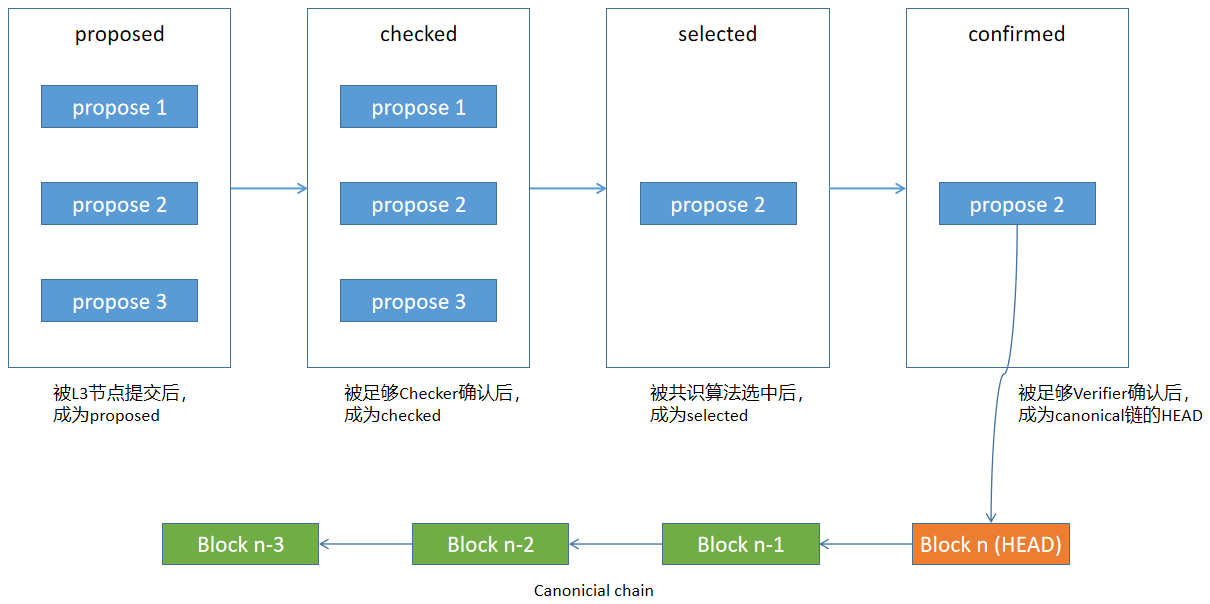 proposed
propose 1
propose 2
propose 3
被L3节点提交后，
成为proposed
checked
propose 1
propose 2
propose 3
被足够Checker确认后，
成为checked
selected
propose 2
被共识算法选中后，
成为selected
confirmed
propose 2
被足够Verifier确认后，
成为canonical链的HEAD
Block n-3
Block n-2
Block n-1
Block n (HEAD)
Canonicial chain